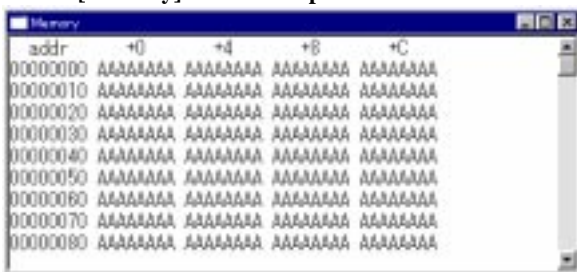 Memory
addr +0 +4 +8 +C
00000000 AAAAAAAA AAAAAAAA AAAAAAAA AAAAAAAA
00000010 AAAAAAAA AAAAAAAA AAAAAAAA AAAAAAAA
00000020 AAAAAAAA AAAAAAAA AAAAAAAA AAAAAAAA
00000030 AAAAAAAA AAAAAAAA AAAAAAAA AAAAAAAA
00000040 AAAAAAAA AAAAAAAA AAAAAAAA AAAAAAAA
00000050 AAAAAAAA AAAAAAAA AAAAAAAA AAAAAAAA
00000060 AAAAAAAA AAAAAAAA AAAAAAAA AAAAAAAA
00000070 AAAAAAAA AAAAAAAA AAAAAAAA AAAAAAAA
00000080 AAAAAAAA AAAAAAAA AAAAAAAA AAAAAAAA